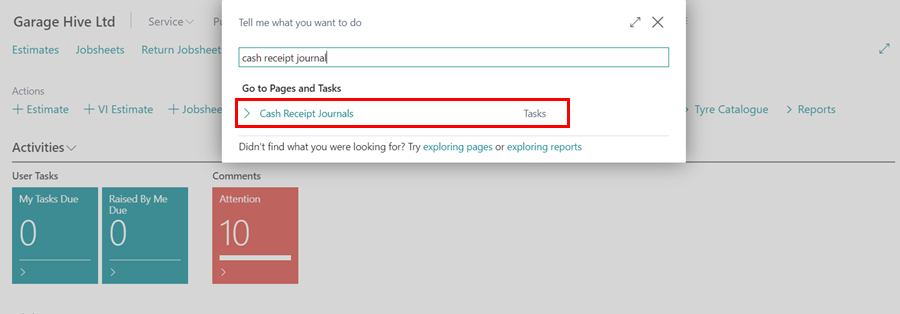 Garage Hive Ltd
Service
Tell me what you want to do
Estimates
Jobsheets
Return Jobsheets
cash receipt journal
Go to Pages and Tasks
Actions
+ Estimate
+ VI Estimate
Cash Receipt Journals
Tasks
Tyre Catalogue
Reports
Didn't find what you were looking for? Try exploring pages or exploring reports
Activities
User Tasks
Comments
My Tasks Due
0
Raised By Me Due
0
Attention
10